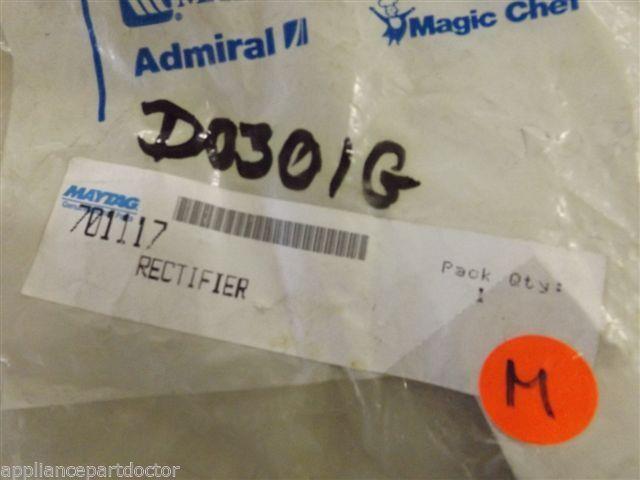 Admiral
Magic Chef
D0301G
MAYTAG
701117
RECTIFIER
Pack Qty:
1
M
appliancepartdoctor